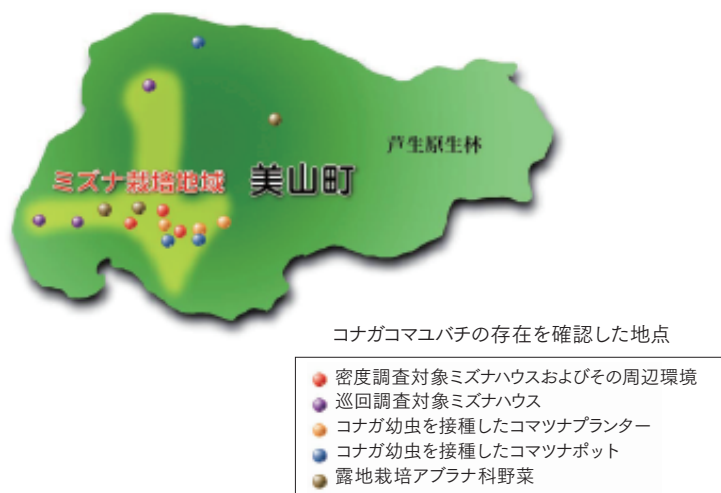 芦生原生林
ミズナ栽培地域
美山町
コナガコマユバチの存在を確認した地点
密度調査対象ミズナハウスおよびその周辺環境
巡回調査対象ミズナハウス
コナガ幼虫を接種したコマツナプランター
コナガ幼虫を接種したコマツナポット
露地栽培アブラナ科野菜